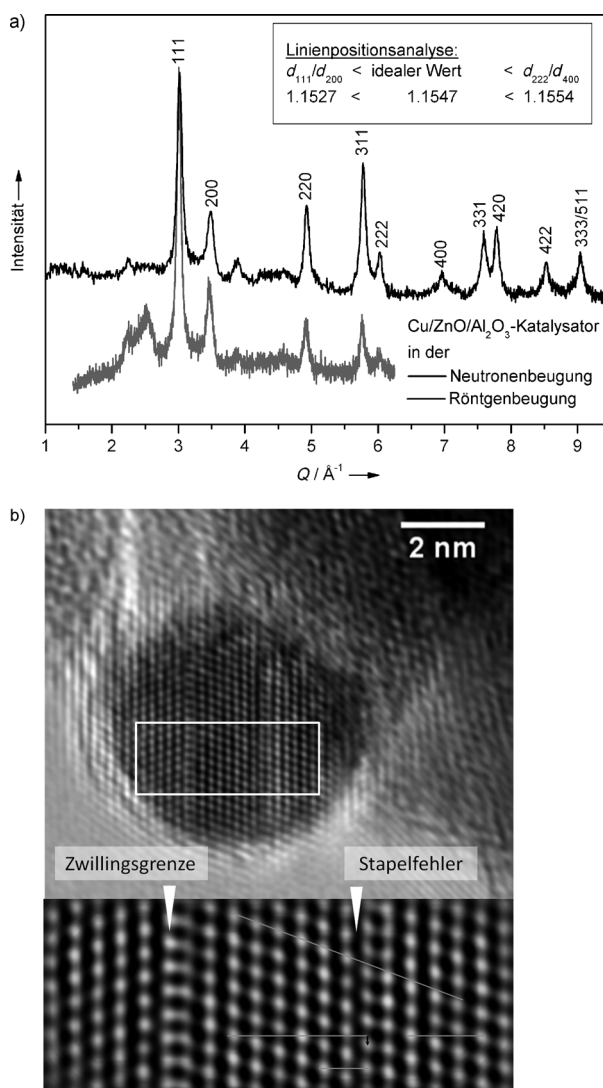 a)
Linienpositionsanalyse:
d111/d200 < idealer Wert < d222/d400
1.1527 < 1.1547 < 1.1554
111
200
220
311
222
400
331
420
422
333/511
Intensität
Cu/ZnO/Al2O3-Katalysator
in der
Neutronenbeugung
Röntgenbeugung
1 2 3 4 5 6 7 8 9
Q / Å-1
b)
2 nm
Zwillingsgrenze
Stapelfehler